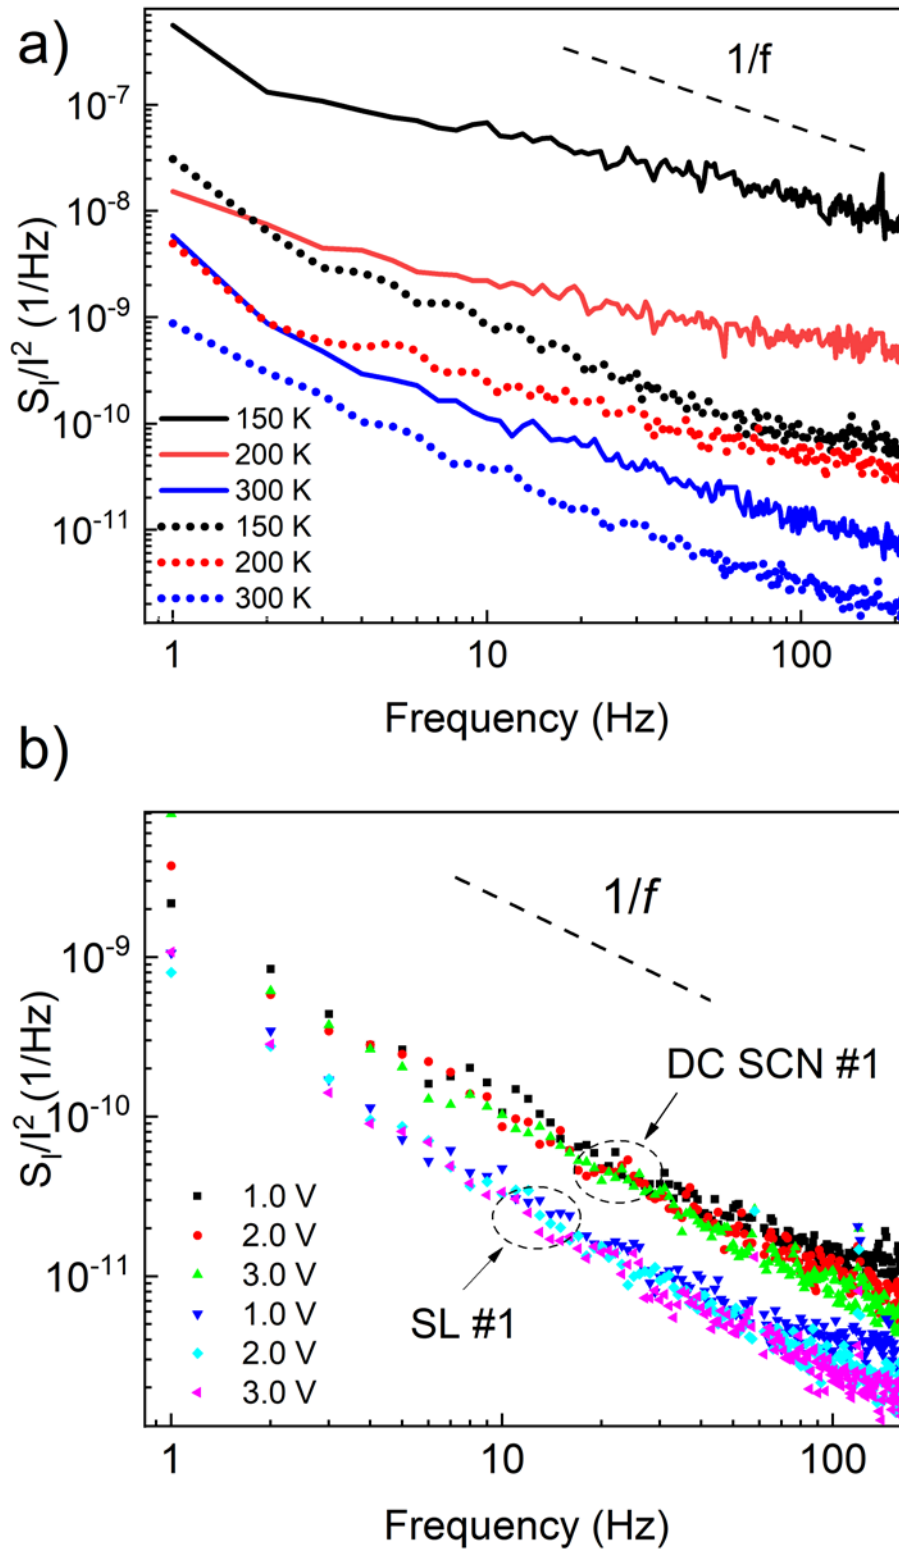 a)
1/f
10⁻⁷
10⁻⁸
10⁻⁹
10⁻¹⁰
10⁻¹¹
S_I/I² (1/Hz)
150 K
200 K
300 K
150 K
200 K
300 K
1
10
100
Frequency (Hz)
b)
1/f
10⁻⁹
10⁻¹⁰
10⁻¹¹
S_I/I² (1/Hz)
DC SCN #1
SL #1
1.0 V
2.0 V
3.0 V
1.0 V
2.0 V
3.0 V
1
10
100
Frequency (Hz)